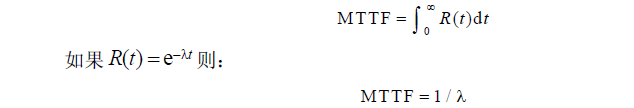 MTTF = ∫₀^∞ R(t)dt
如果 R(t) = e^{−λt} 则：
MTTF = 1 / λ